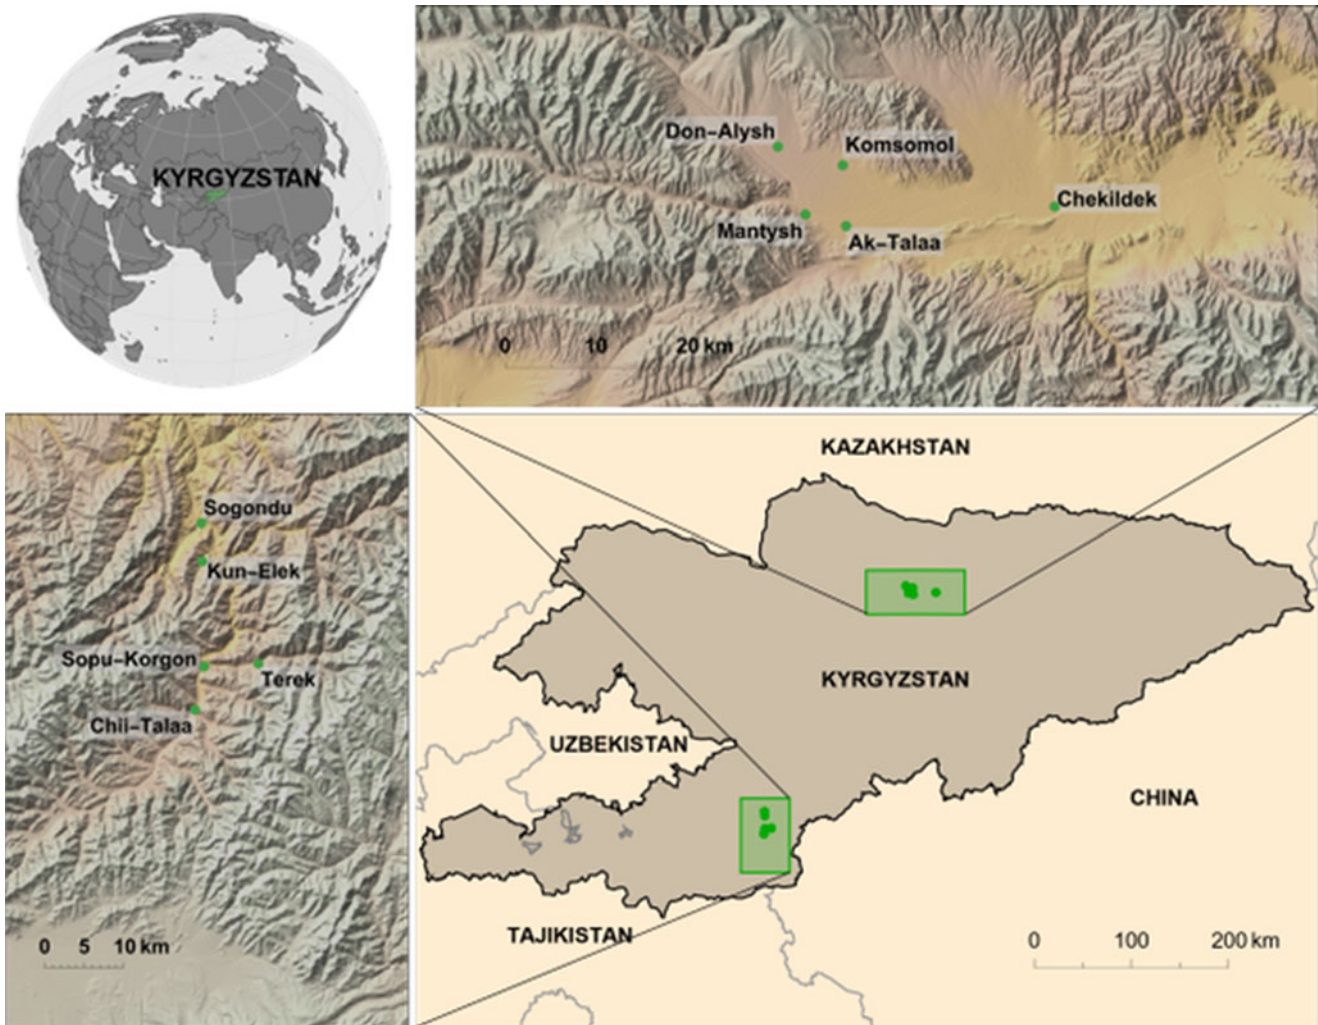 KYRGYZSTAN
Don–Alysh
Komsomol
Chekildek
Mantysh
Ak–Talaa
0 10 20 km
Sogondu
Kun–Elek
Sopu–Korgon
Terek
Chii–Talaa
0 5 10 km
KAZAKHSTAN
KYRGYZSTAN
UZBEKISTAN
CHINA
TAJIKISTAN
0 100 200 km